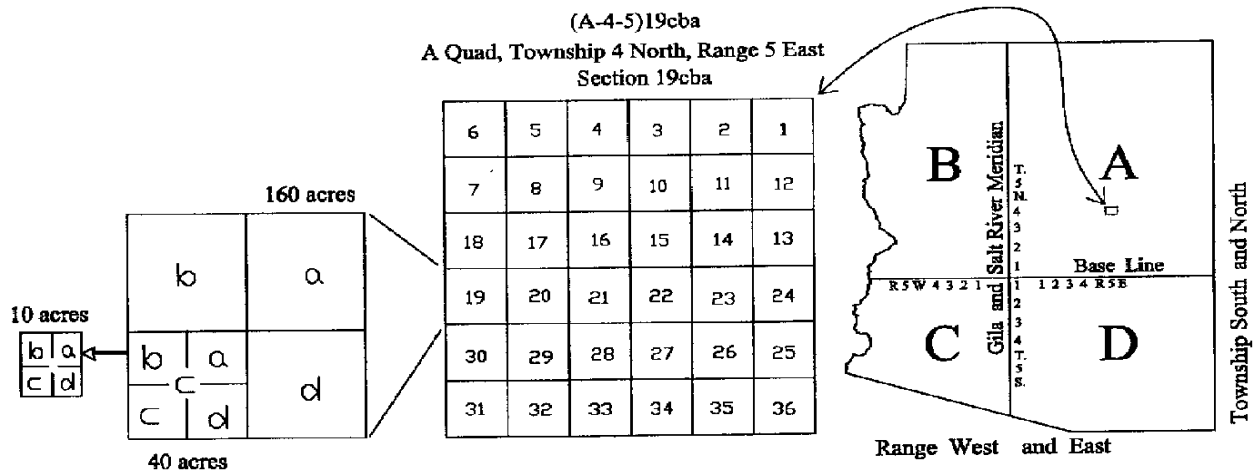 (A-4-5)19cba
A Quad, Township 4 North, Range 5 East
Section 19cba
6 5 4 3 2 1
7 8 9 10 11 12
18 17 16 15 14 13
19 20 21 22 23 24
30 29 28 27 26 25
31 32 33 34 35 36
160 acres
b a
b a
c
c d
d
40 acres
10 acres
b a
c d
B
A
C
D
Gila and Salt River Meridian
T.
5
N.
4
3
2
1
Base Line
R 5 W 4 3 2 1
1 2 3 4 R 5 E
1
2
3
4
T.
5
S.
Township South and North
Range West and East